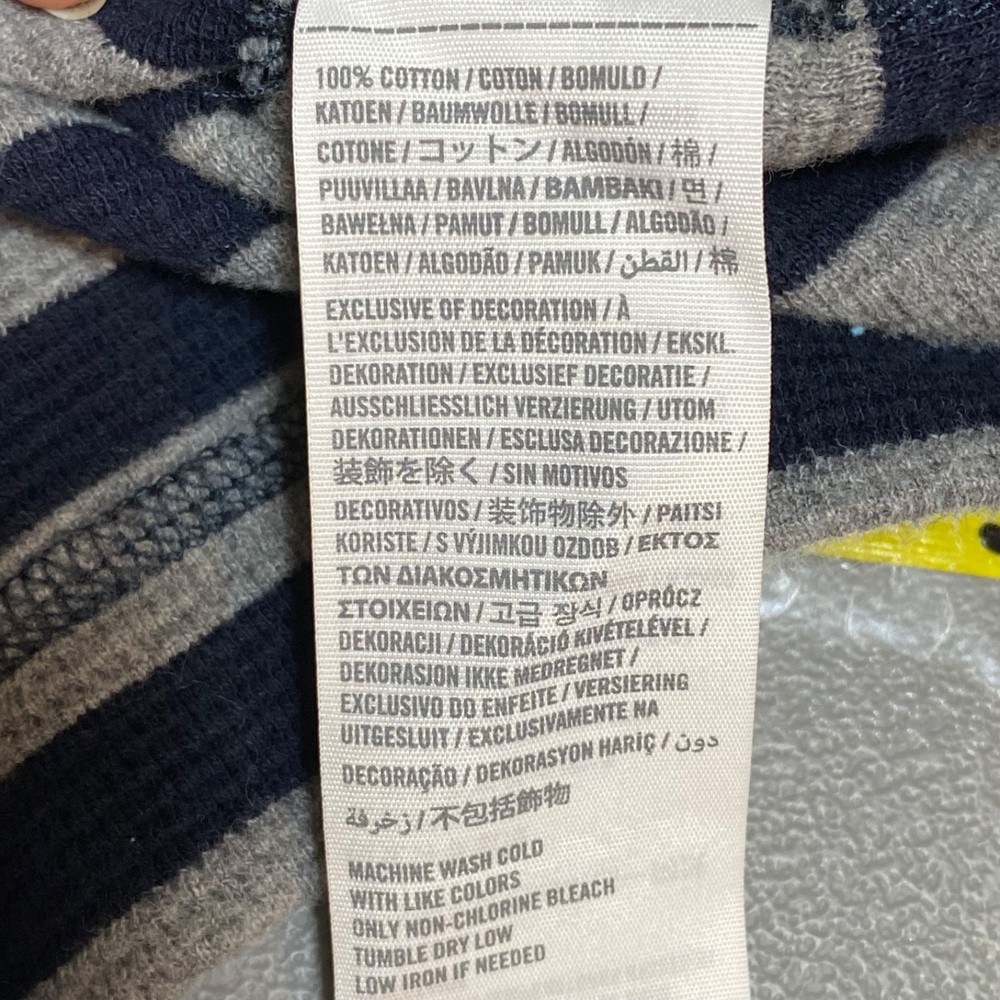 100% COTTON / COTON / BOMULD /
KATOEN / BAUMWOLLE / BOMULL /
COTONE / コットン / ALGODÓN / 棉 /
PUUVILLAA / BAVLNA / BAMBAKI / 면 /
BAWEŁNA / PAMUT / BOMULL / ALGODÃO /
KATOEN / ALGODÃO / PAMUK / القطن / 棉
EXCLUSIVE OF DECORATION / À
L'EXCLUSION DE LA DÉCORATION / EKSKL.
DEKORATION / EXCLUSIEF DECORATIE /
AUSSCHLIESSLICH VERZIERUNG / UTOM
DEKORATIONEN / ESCLUSA DECORAZIONE /
装飾を除く / SIN MOTIVOS
DECORATIVOS / 装饰物除外 / PAITSI
KORISTE / S VÝJIMKOU OZDOB / ΕΚΤΟΣ
ΤΩΝ ΔΙΑΚΟΣΜΗΤΙΚΩΝ
ΣΤΟΙΧΕΙΩΝ / 고급 장식 / OPRÓCZ
DEKORACJI / DEKORÁCIÓ KIVÉTELÉVEL /
DEKORASJON IKKE MEDREGNET /
EXCLUSIVO DO ENFEITE / VERSIERING
UITGESLUIT / EXCLUSIVAMENTE NA
DECORAÇÃO / DEKORASYON HARIÇ / دون
زخرفة / 不包括飾物
MACHINE WASH COLD
WITH LIKE COLORS
ONLY NON-CHLORINE BLEACH
TUMBLE DRY LOW
LOW IRON IF NEEDED